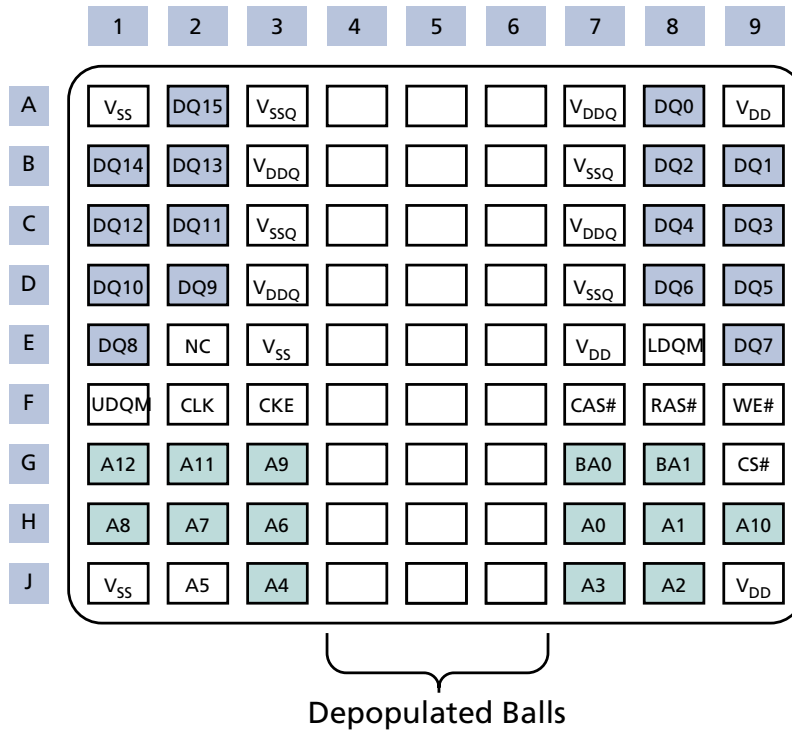 1 2 3 4 5 6 7 8 9
A VSS DQ15 VSSQ VDDQ DQ0 VDD
B DQ14 DQ13 VDDQ VSSQ DQ2 DQ1
C DQ12 DQ11 VSSQ VDDQ DQ4 DQ3
D DQ10 DQ9 VDDQ VSSQ DQ6 DQ5
E DQ8 NC VSS VDD LDQM DQ7
F UDQM CLK CKE CAS# RAS# WE#
G A12 A11 A9 BA0 BA1 CS#
H A8 A7 A6 A0 A1 A10
J VSS A5 A4 A3 A2 VDD
Depopulated Balls